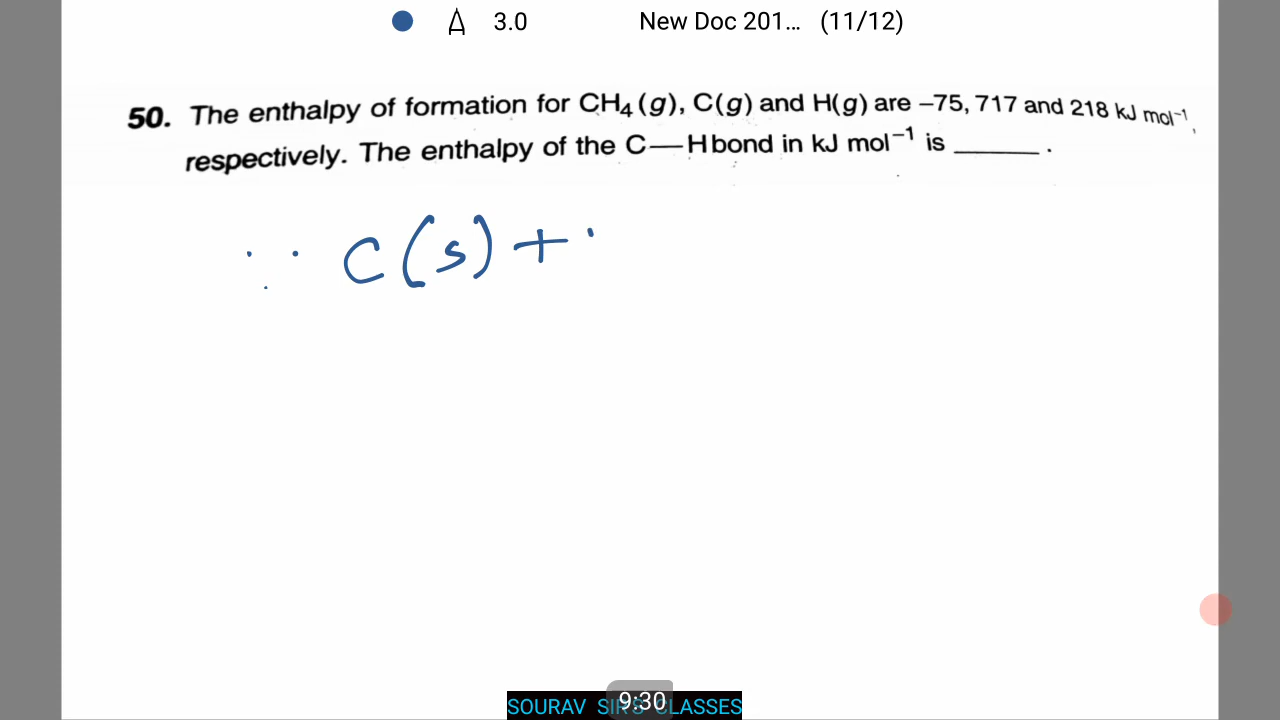 3.0 New Doc 201... (11/12)
50. The enthalpy of formation for CH₄(g), C(g) and H(g) are –75, 717 and 218 kJ mol⁻¹,
respectively. The enthalpy of the C—H bond in kJ mol⁻¹ is ______ .
∵ C(s) +
9:30
SOURAV SIR'S CLASSES